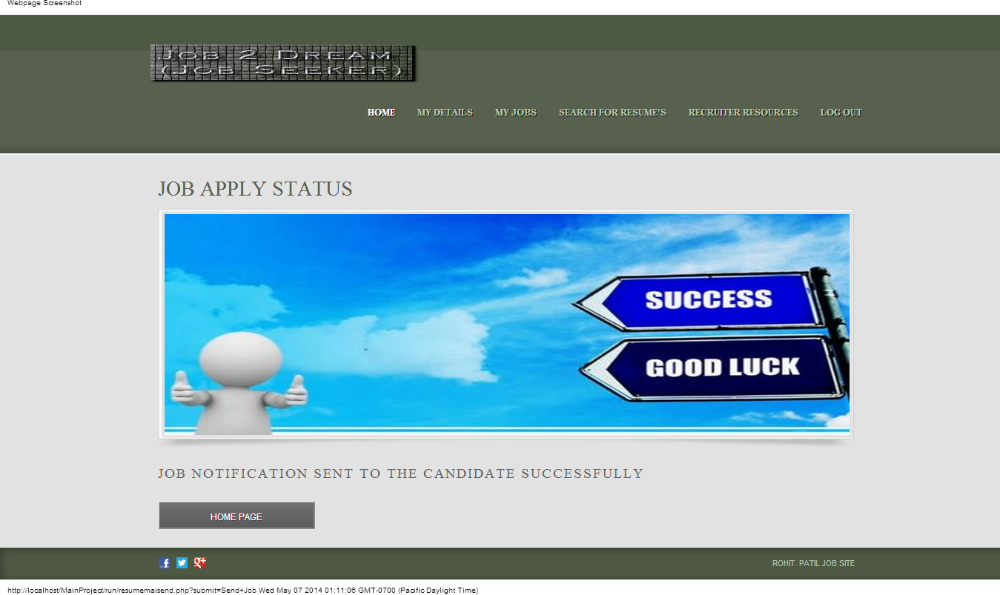 Webpage Screenshot
JOB 2 DREAM
(JOB SEEKER)
HOME MY DETAILS MY JOBS SEARCH FOR RESUME'S RECRUITER RESOURCES LOG OUT
JOB APPLY STATUS
SUCCESS
GOOD LUCK
JOB NOTIFICATION SENT TO THE CANDIDATE SUCCESSFULLY
HOME PAGE
ROHIT. PATIL JOB SITE
http://localhost/MainProject/run/resumemaisend.php?submit=Send+Job Wed May 07 2014 01:11:06 GMT-0700 (Pacific Daylight Time)